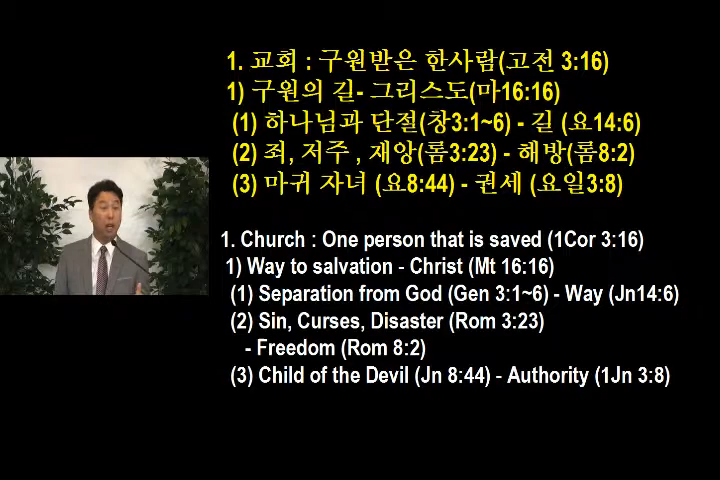 1. 교회 : 구원받은 한사람(고전 3:16)
1) 구원의 길- 그리스도(마16:16)
(1) 하나님과 단절(창3:1~6) - 길 (요14:6)
(2) 죄, 저주 , 재앙(롬3:23) - 해방(롬8:2)
(3) 마귀 자녀 (요8:44) - 권세 (요일3:8)
1. Church : One person that is saved (1Cor 3:16)
1) Way to salvation - Christ (Mt 16:16)
(1) Separation from God (Gen 3:1~6) - Way (Jn14:6)
(2) Sin, Curses, Disaster (Rom 3:23)
- Freedom (Rom 8:2)
(3) Child of the Devil (Jn 8:44) - Authority (1Jn 3:8)